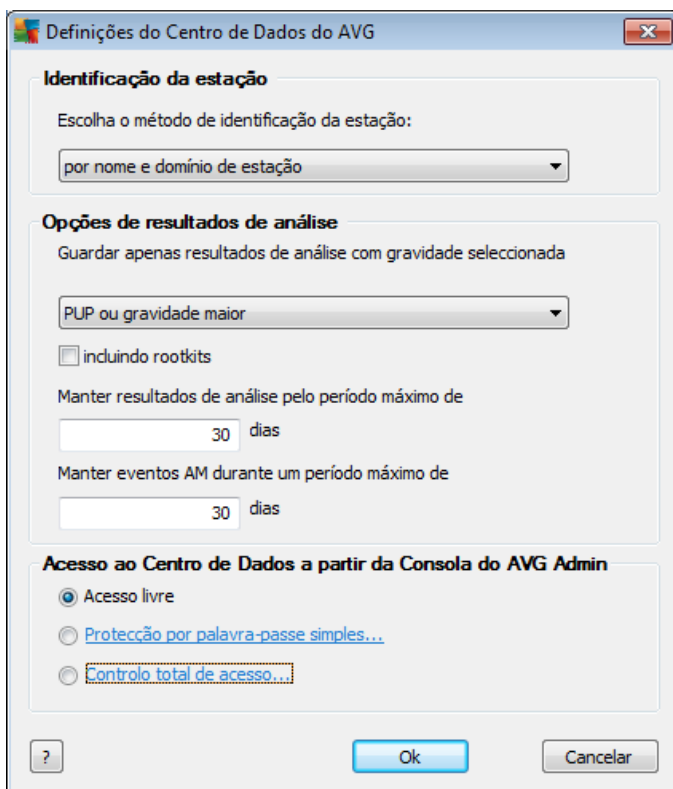 Definições do Centro de Dados do AVG
Identificação da estação
Escolha o método de identificação da estação:
por nome e domínio de estação
Opções de resultados de análise
Guardar apenas resultados de análise com gravidade seleccionada
PUP ou gravidade maior
incluindo rootkits
Manter resultados de análise pelo período máximo de
30 dias
Manter eventos AM durante um período máximo de
30 dias
Acesso ao Centro de Dados a partir da Consola do AVG Admin
Acesso livre
Protecção por palavra-passe simples...
Controlo total de acesso...
? Ok Cancelar